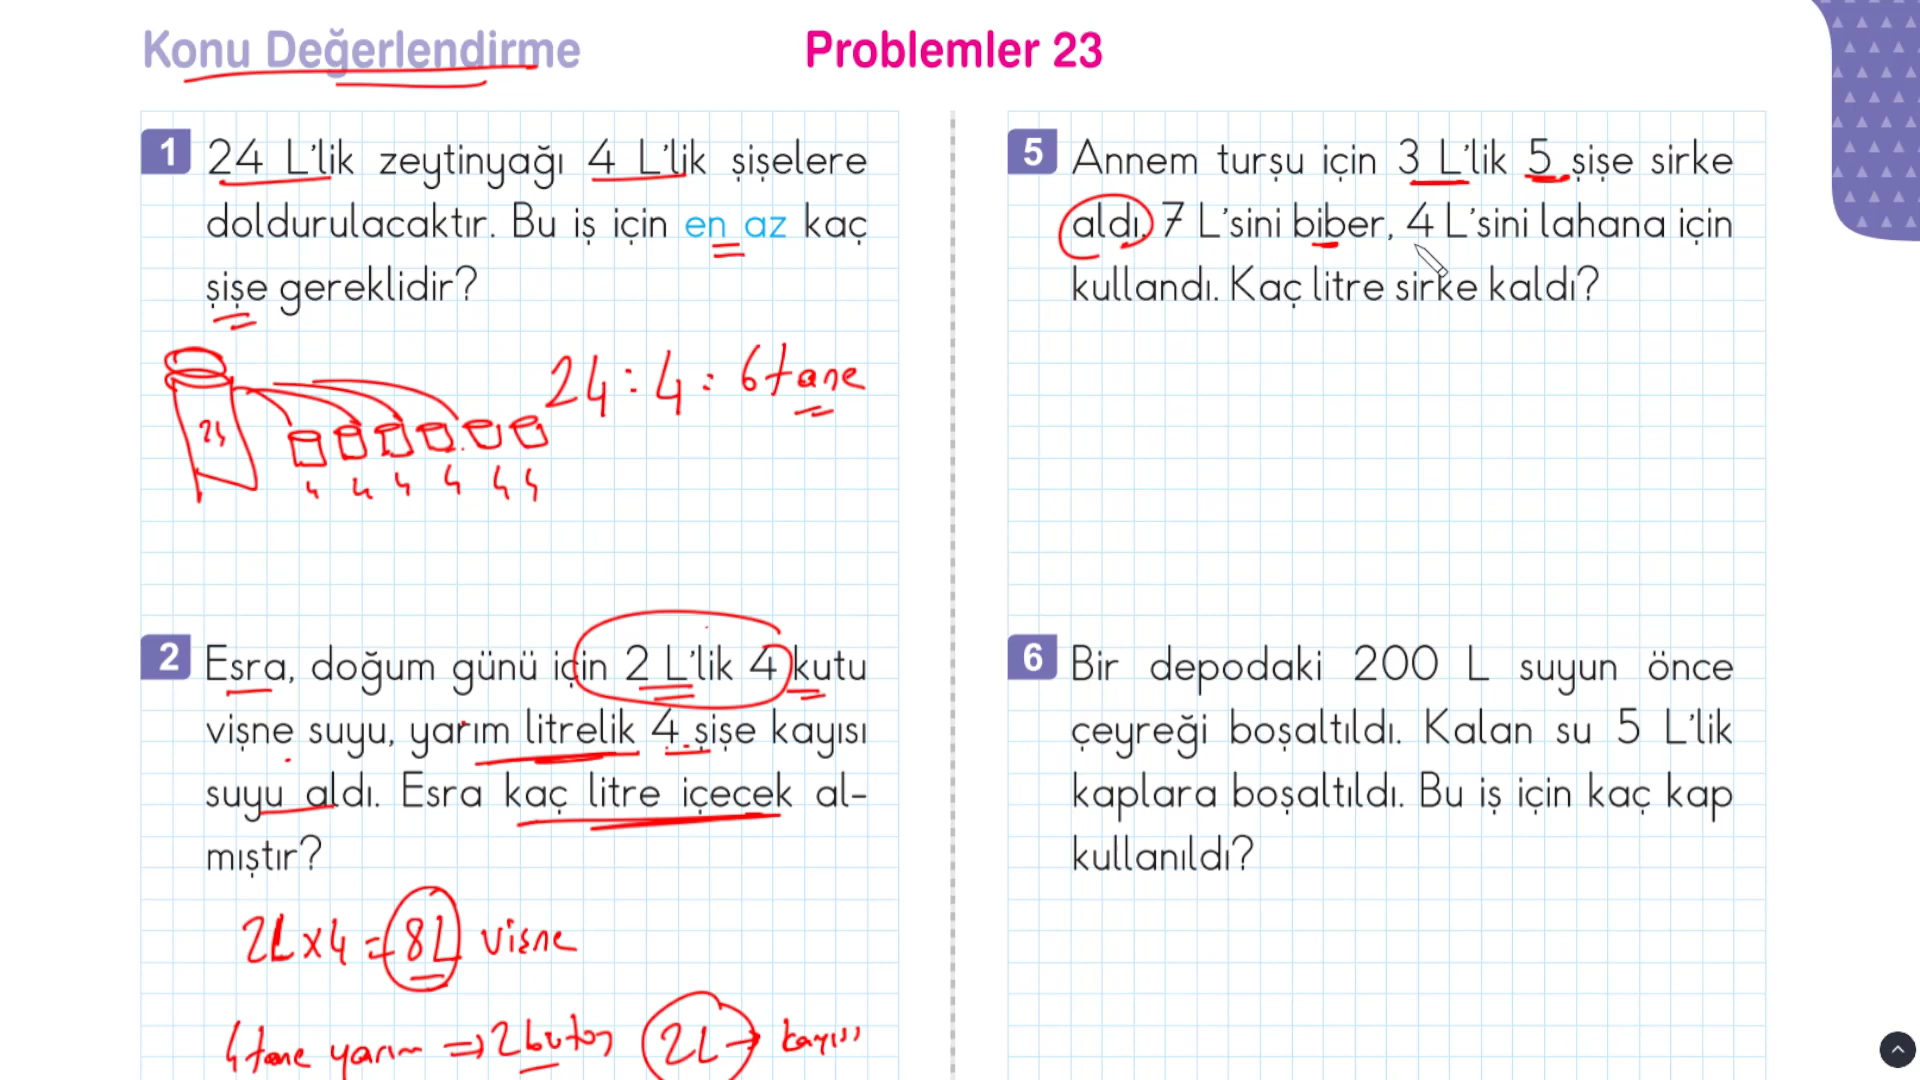 Konu Değerlendirme
Problemler 23
1
24 L'lik zeytinyağı 4 L'lik şişelere
doldurulacaktır. Bu iş için en az kaç
şişe gereklidir?
24
24 : 4 = 6 tane
4 4 4 4 4 4
2
Esra, doğum günü için 2 L'lik 4 kutu
vişne suyu, yarım litrelik 4 şişe kayısı
suyu aldı. Esra kaç litre içecek al-
mıştır?
2L x 4 = 8L vişne
4 tane yarım => 2 bütün 2L → kayısı
5
Annem turşu için 3 L'lik 5 şişe sirke
aldı. 7 L'sini biber, 4 L'sini lahana için
kullandı. Kaç litre sirke kaldı?
6
Bir depodaki 200 L suyun önce
çeyreği boşaltıldı. Kalan su 5 L'lik
kaplara boşaltıldı. Bu iş için kaç kap
kullanıldı?